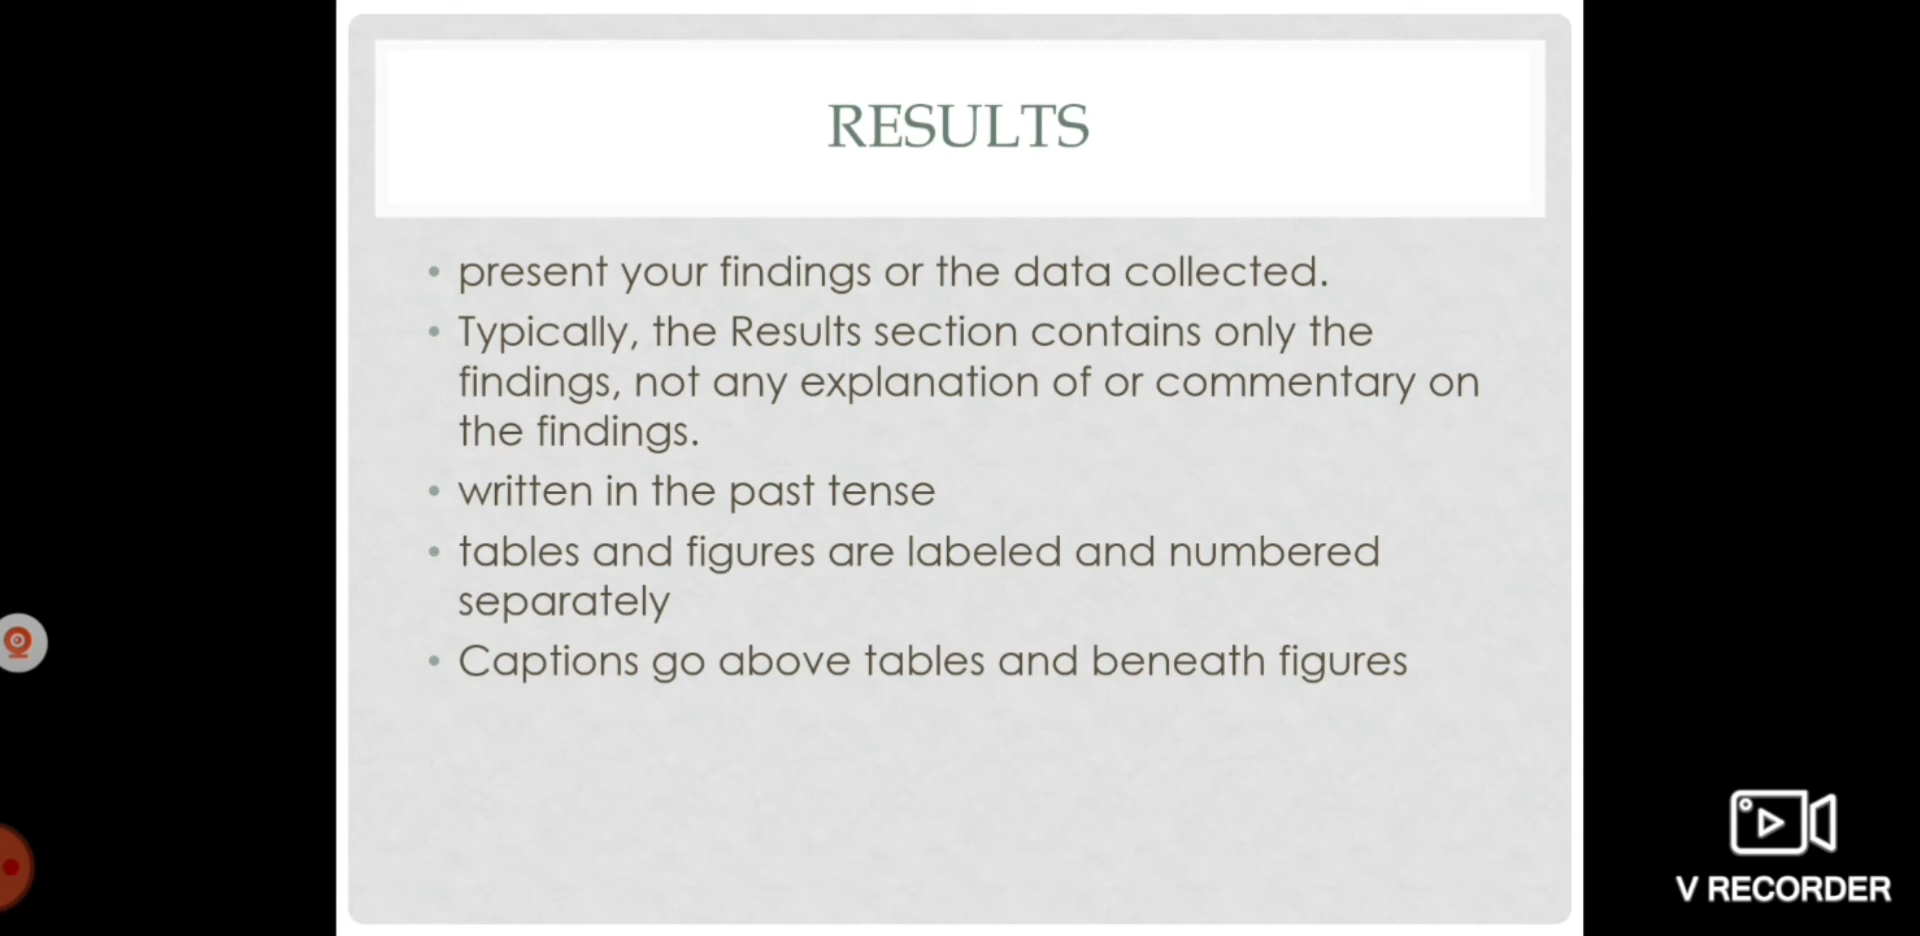 RESULTS
• present your findings or the data collected.
• Typically, the Results section contains only the
findings, not any explanation of or commentary on
the findings.
• written in the past tense
• tables and figures are labeled and numbered
separately
• Captions go above tables and beneath figures
V RECORDER